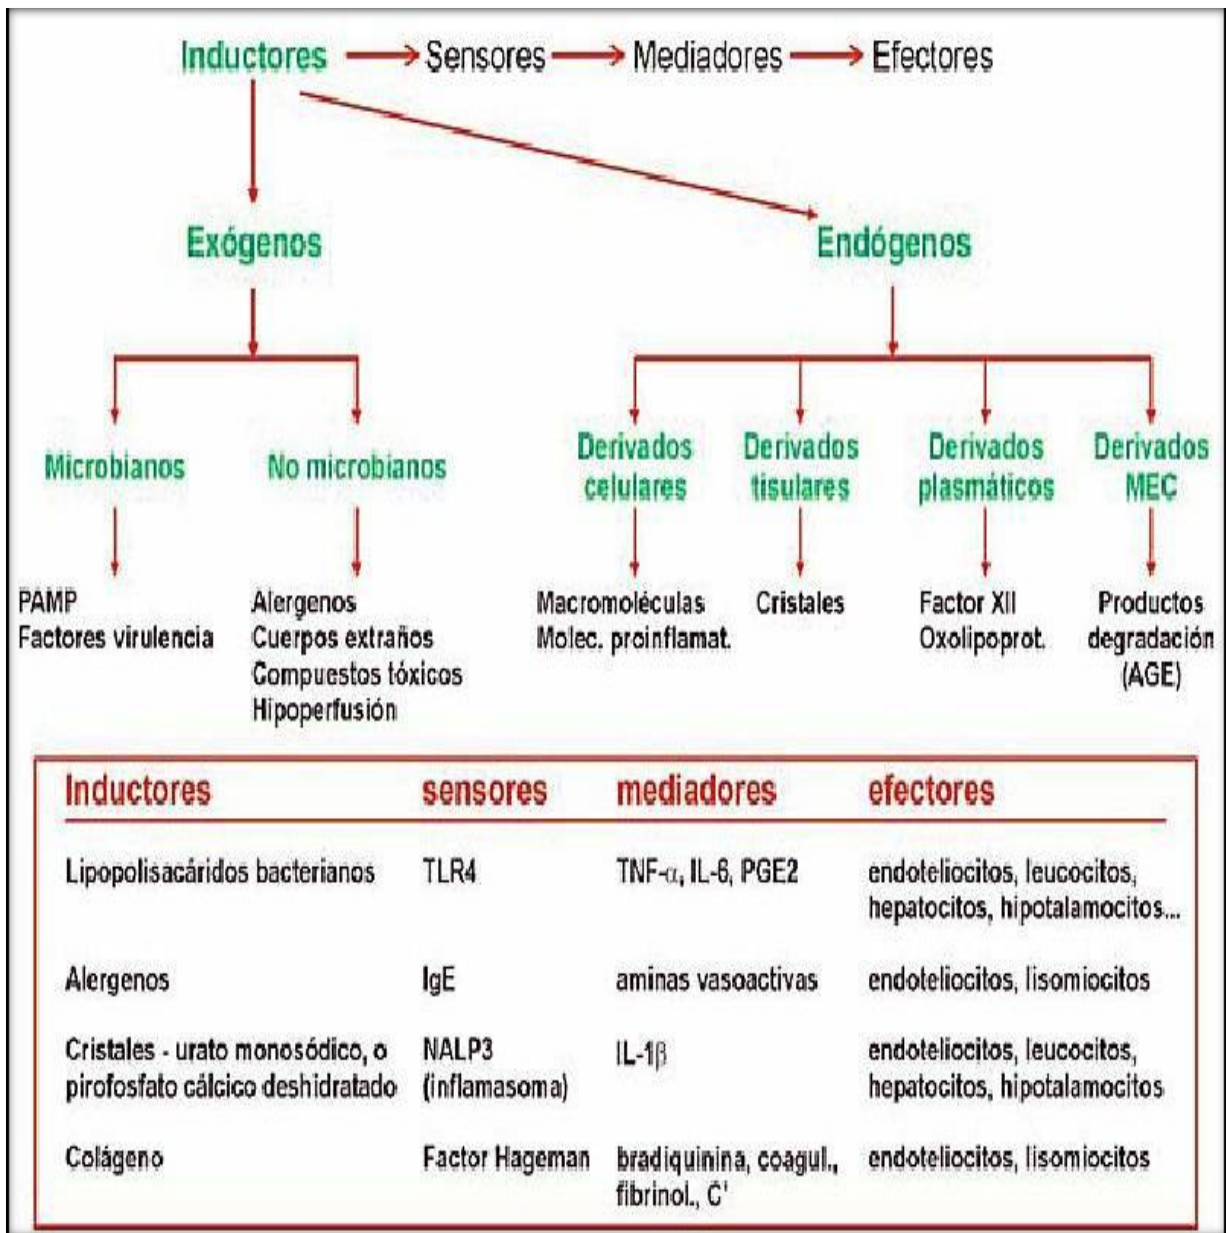 Inductores → Sensores → Mediadores → Efectores
Exógenos Endógenos
Microbianos No microbianos Derivados celulares Derivados tisulares Derivados plasmáticos Derivados MEC
PAMP
Factores virulencia
Alergenos
Cuerpos extraños
Compuestos tóxicos
Hipoperfusión
Macromoléculas
Molec. proinflamat.
Cristales
Factor XII
Oxolipoprot.
Productos
degradación
(AGE)
Inductores sensores mediadores efectores
Lipopolisacáridos bacterianos TLR4 TNF-α, IL-6, PGE2 endoteliocitos, leucocitos,
hepatocitos, hipotalamocitos...
Alergenos IgE aminas vasoactivas endoteliocitos, lisomiocitos
Cristales - urato monosódico, o NALP3 IL-1β endoteliocitos, leucocitos,
pirofosfato cálcico deshidratado (inflamasoma) hepatocitos, hipotalamocitos
Colágeno Factor Hageman bradiquinina, coagul., endoteliocitos, lisomiocitos
fibrinol., C'